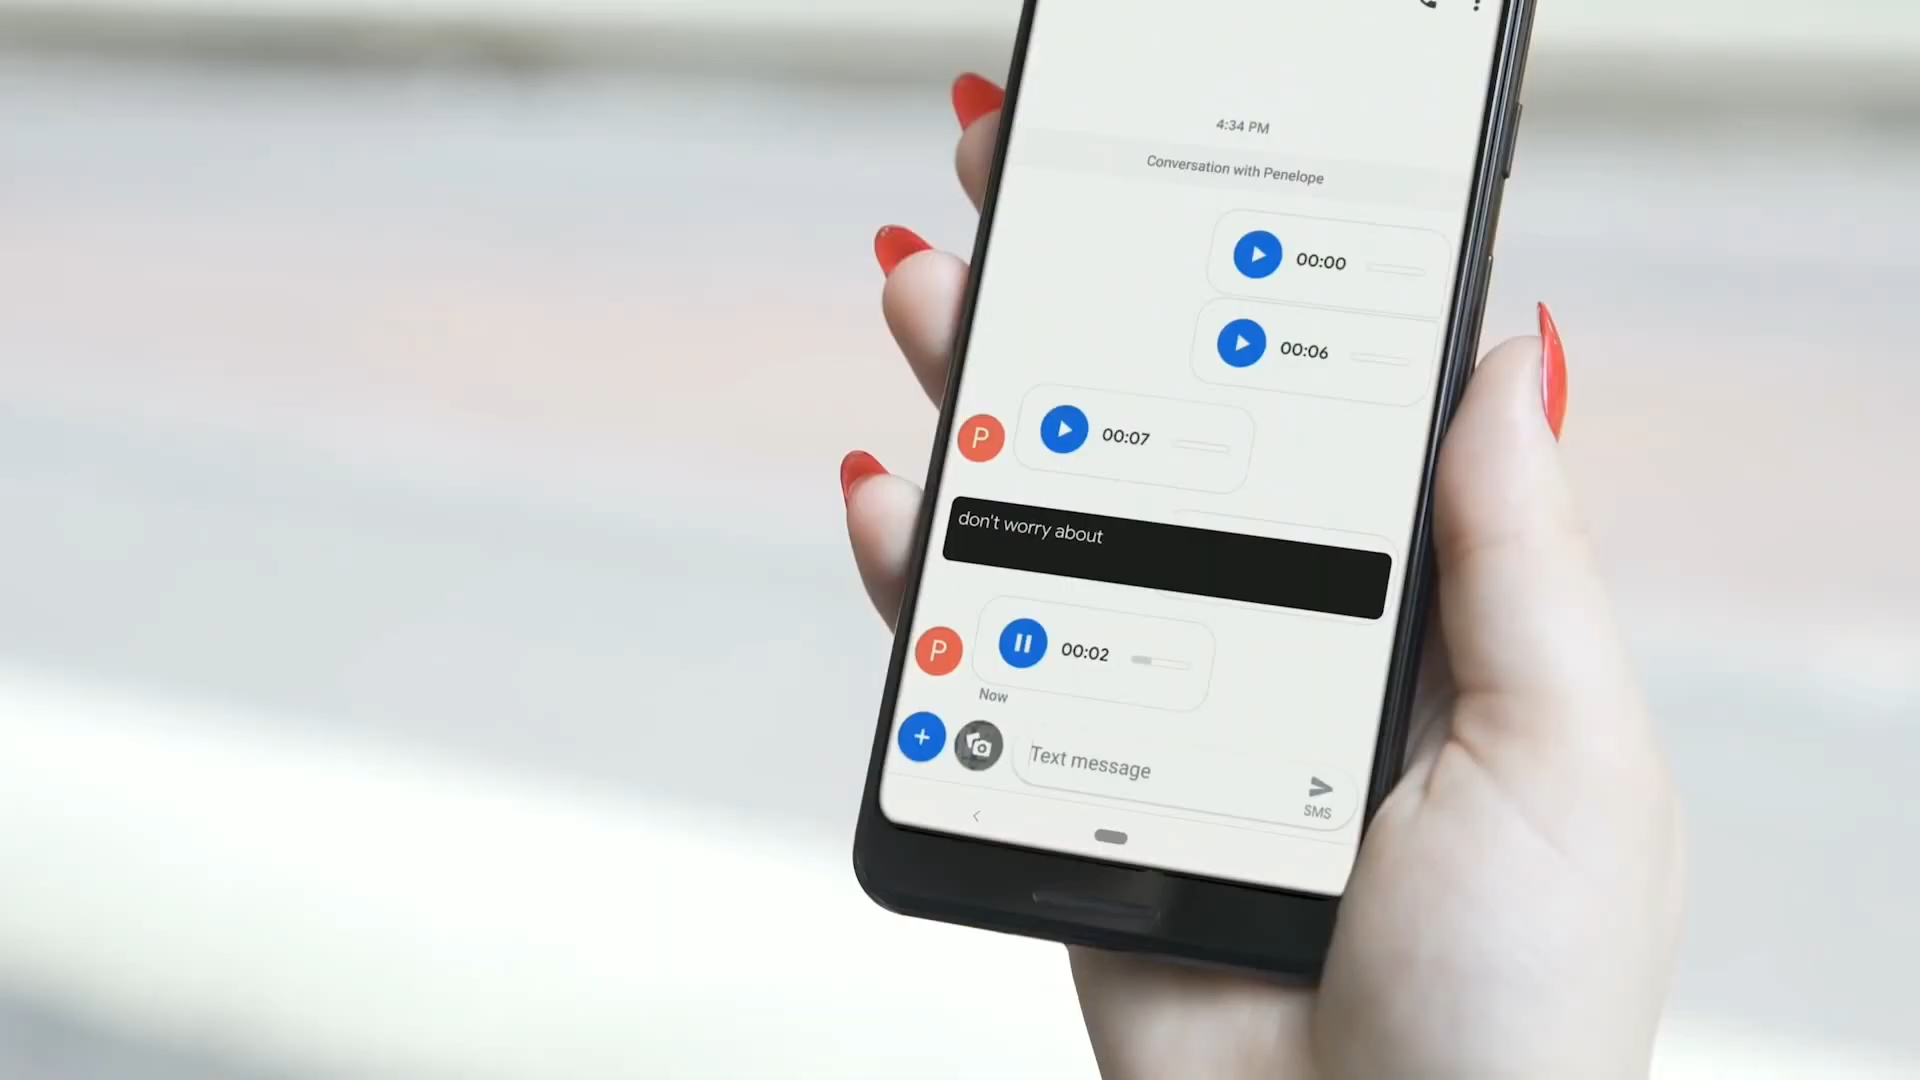 4:34 PM
Conversation with Penelope
00:00
00:06
P
00:07
don't worry about
P
00:02
Now
Text message
SMS